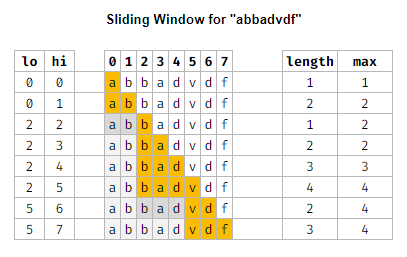 Sliding Window for "abbadvdf"
lo hi 0 1 2 3 4 5 6 7 length max
0 0 a b b a d v d f 1 1
0 1 a b b a d v d f 2 2
2 2 a b b a d v d f 1 2
2 3 a b b a d v d f 2 2
2 4 a b b a d v d f 3 3
2 5 a b b a d v d f 4 4
5 6 a b b a d v d f 2 4
5 7 a b b a d v d f 3 4